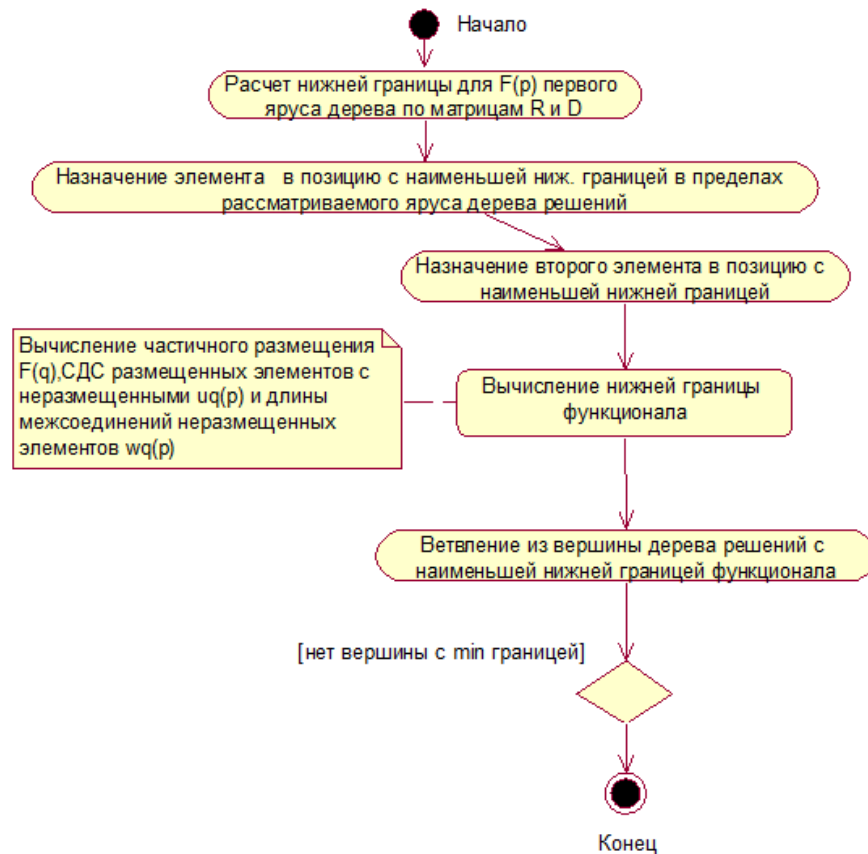 Начало
Расчет нижней границы для F(p) первого
яруса дерева по матрицам R и D
Назначение элемента в позицию с наименьшей ниж. границей в пределах
рассматриваемого яруса дерева решений
Назначение второго элемента в позицию с
наименьшей нижней границей
Вычисление частичного размещения
F(q),СДС размещенных элементов с
неразмещенными uq(p) и длины
межсоединений неразмещенных
элементов wq(p)
Вычисление нижней границы
функционала
Ветвление из вершины дерева решений с
наименьшей нижней границей функционала
[нет вершины с min границей]
Конец